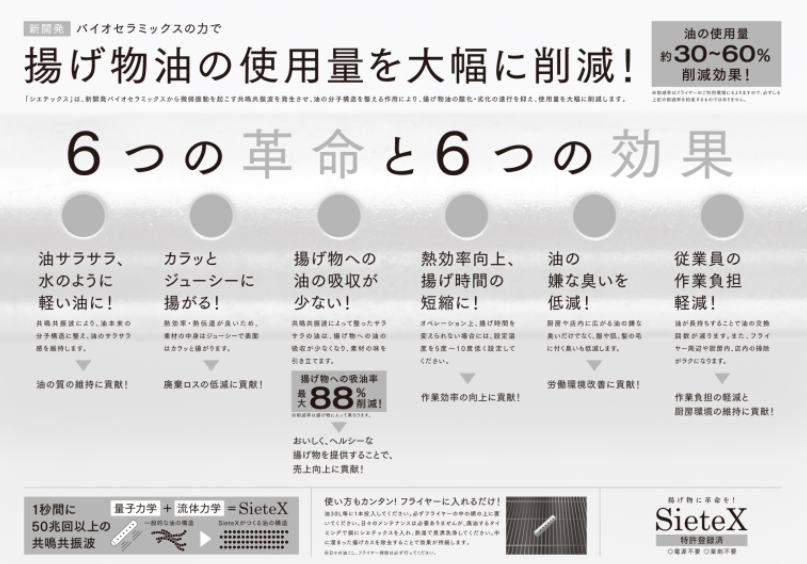 新開発 バイオセラミックスの力で
揚げ物油の使用量を大幅に削減！
「シエテックス」は、新開発バイオセラミックスから微弱振動を起こす共鳴共振波を発生させ、油の分子構造を整える作用により、揚げ物油の酸化・劣化の進行を抑え、使用量を大幅に削減します。
油の使用量
約30~60%
削減効果！
6つの革命と6つの効果
油サラサラ、
水のように
軽い油に！
共鳴共振波により、油本来の
分子構造に整え、油のサラサラ
感を維持します。
油の質の維持に貢献！
カラッと
ジューシーに
揚がる！
熱効率・熱伝道が良いため、
素材の中身はジューシーで表面
はカラッと揚がります。
廃棄ロスの低減に貢献！
揚げ物への
油の吸収が
少ない！
共鳴共振波によって整ったサラ
サラの油は、揚げ物への油の
吸収が少なくなり、素材の味を
引き立てます。
揚げ物への吸油率
最大88%削減！
おいしく、ヘルシーな
揚げ物を提供することで、
売上向上に貢献！
熱効率向上、
揚げ時間の
短縮に！
オペレーション上、揚げ時間を
変えられない場合には、設定温
度を5度〜10度低く設定して
ください。
作業効率の向上に貢献！
油の
嫌な臭いを
低減！
厨房や店内に広がる油の嫌な
臭いだけでなく、服や肌、髪の毛
に付く臭いも低減します。
労働環境改善に貢献！
従業員の
作業負担
軽減！
油が長持ちすることで油の交換
回数が減ります。また、フライ
ヤー周辺や厨房内、店内の掃除
がラクになります。
作業負担の軽減と
厨房環境の維持に貢献！
1秒間に
50兆回以上の
共鳴共振波
量子力学 + 流体力学 = SieteX
一般的な油の構造
SieteXがつくる油の構造
使い方もカンタン！フライヤーに入れるだけ！
揚げ物に革命を！
SieteX
特許登録済
○電源不要 ○薬剤不要